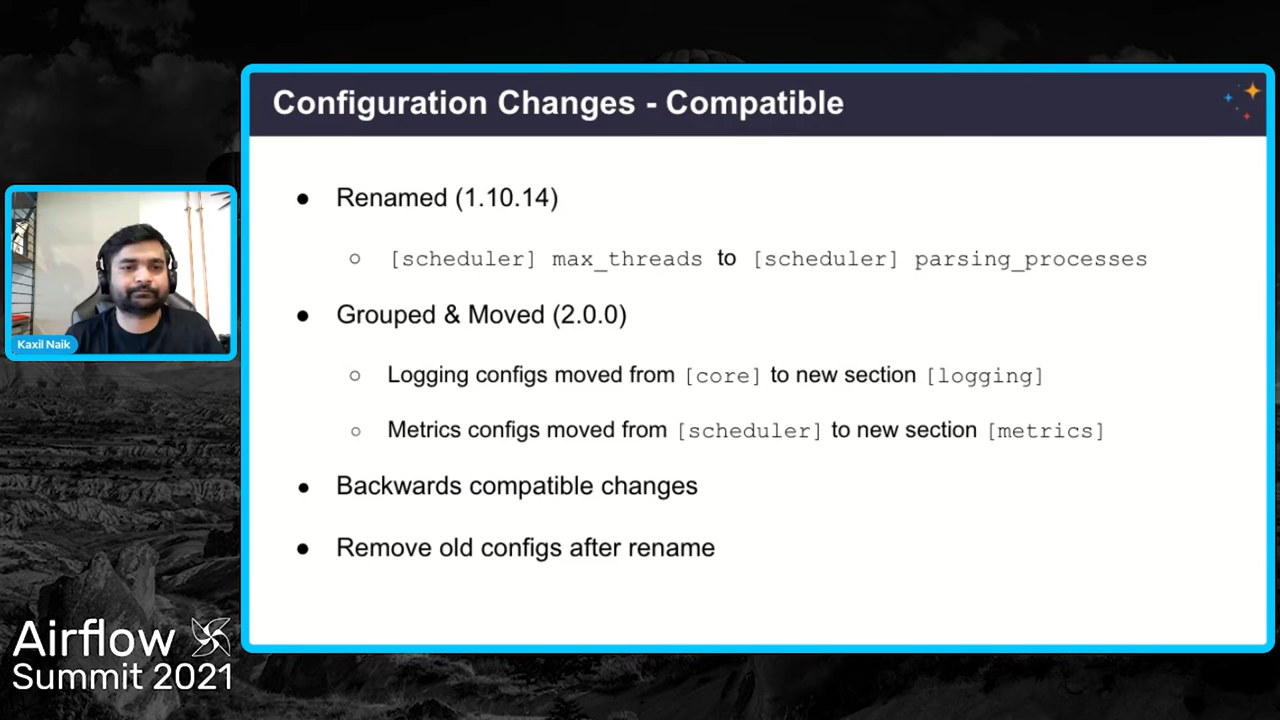 Configuration Changes - Compatible
● Renamed (1.10.14)
○ [scheduler] max_threads to [scheduler] parsing_processes
● Grouped & Moved (2.0.0)
○ Logging configs moved from [core] to new section [logging]
○ Metrics configs moved from [scheduler] to new section [metrics]
● Backwards compatible changes
● Remove old configs after rename
Kaxil Naik
Airflow
Summit 2021